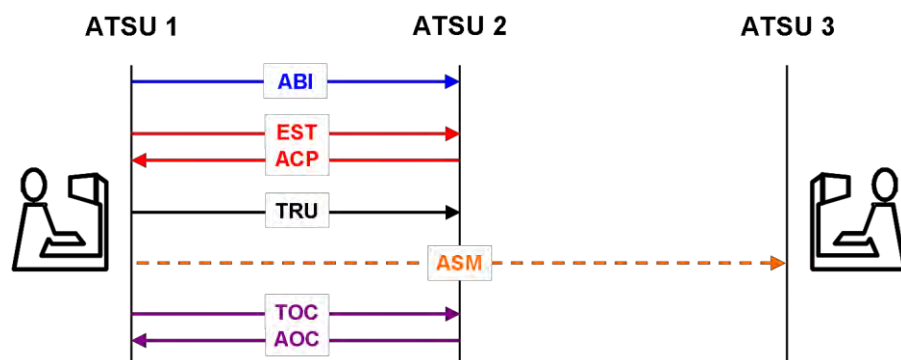 ATSU 1 ATSU 2 ATSU 3
ABI
EST
ACP
TRU
ASM
TOC
AOC